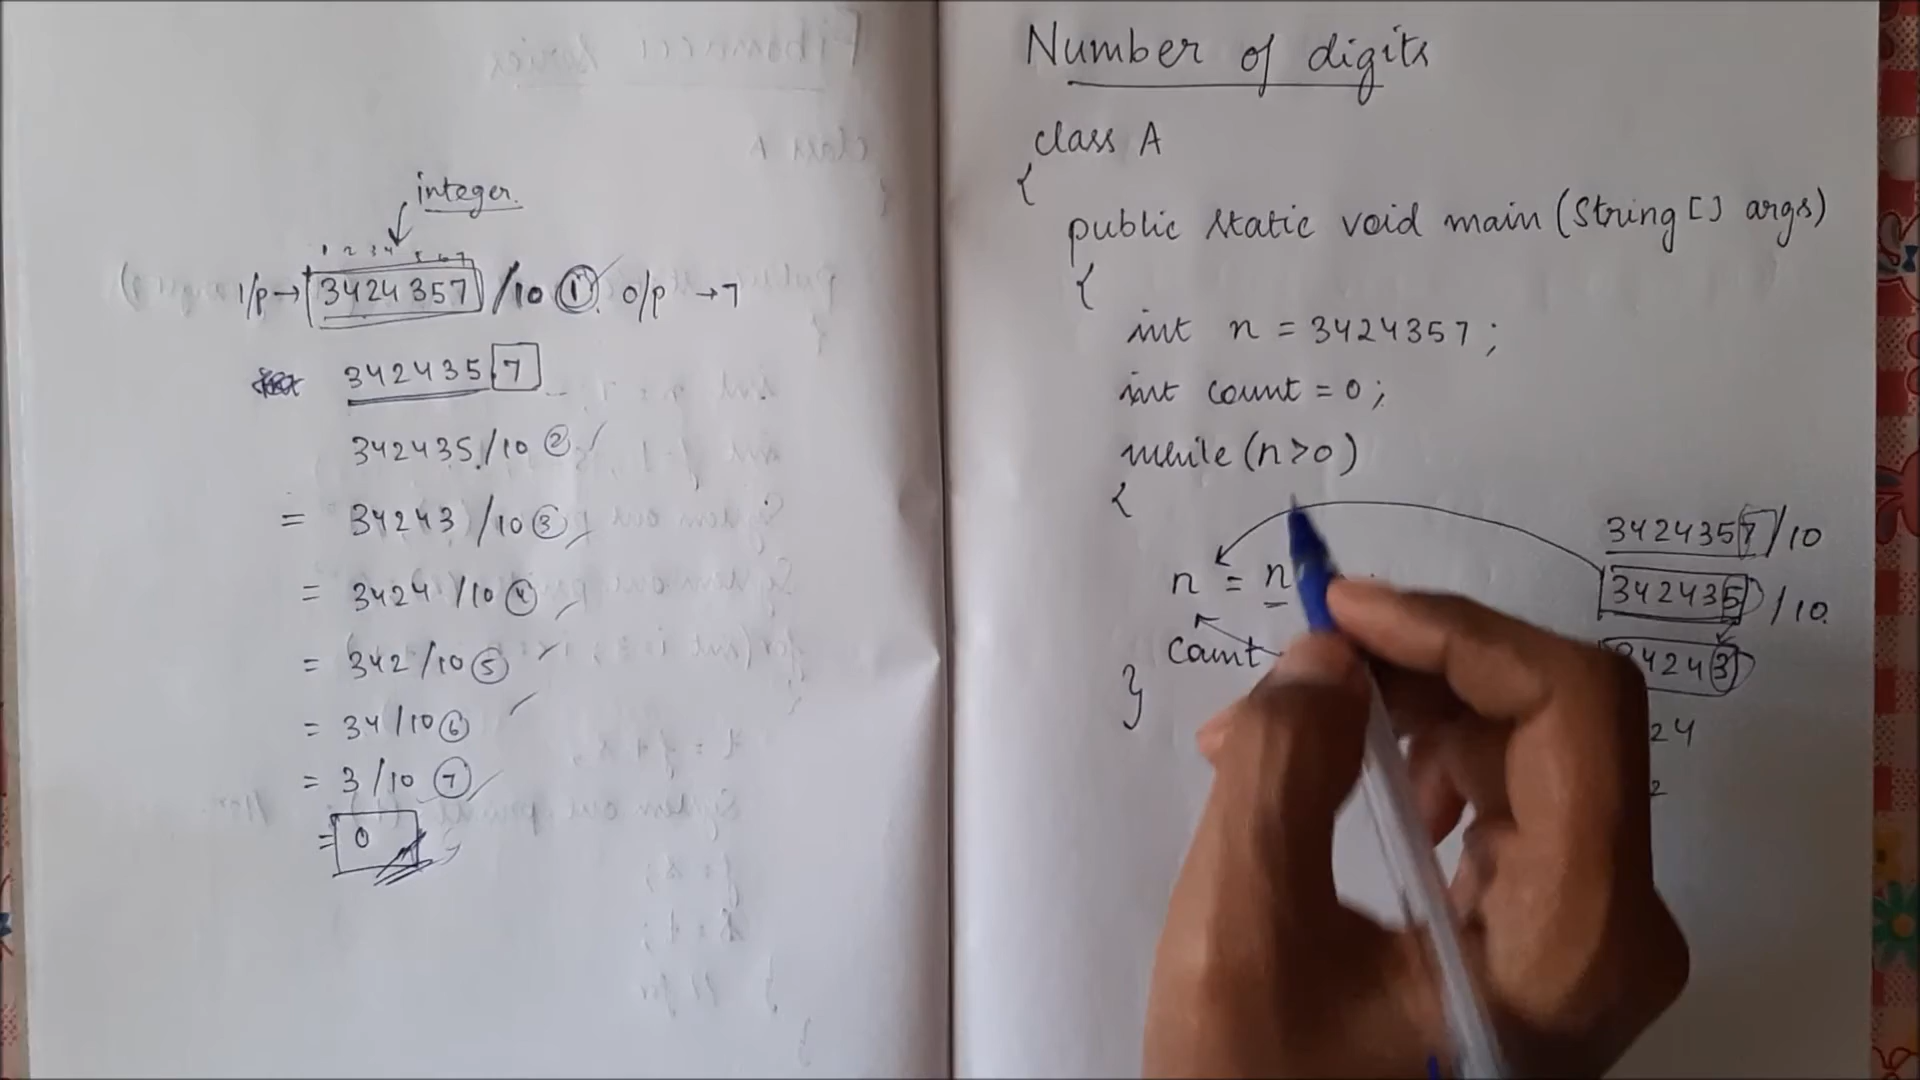 integer.
1 2 3 4 5 6 7
I/p → 3424357 /10 ① O/p → 7
342435 7
342435/10 ②
= 34243 /10 ③
= 3424 /10 ④
= 342 /10 ⑤
= 34 /10 ⑥
= 3 /10 ⑦
= 0
Number of digits
class A
{
public static void main (String [] args)
{
int n = 3424357 ;
int count = 0 ;
while (n>0)
{
3424357 /10
n = n
342435 /10
Count
4243
}
24
2